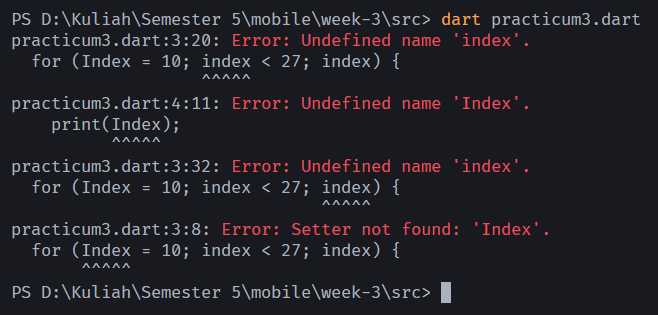 PS D:\Kuliah\Semester 5\mobile\week-3\src> dart practicum3.dart
practicum3.dart:3:20: Error: Undefined name 'index'.
  for (Index = 10; index < 27; index) {
                   ^^^^^
practicum3.dart:4:11: Error: Undefined name 'Index'.
    print(Index);
          ^^^^^
practicum3.dart:3:32: Error: Undefined name 'index'.
  for (Index = 10; index < 27; index) {
                               ^^^^^
practicum3.dart:3:8: Error: Setter not found: 'Index'.
  for (Index = 10; index < 27; index) {
       ^^^^^
PS D:\Kuliah\Semester 5\mobile\week-3\src>